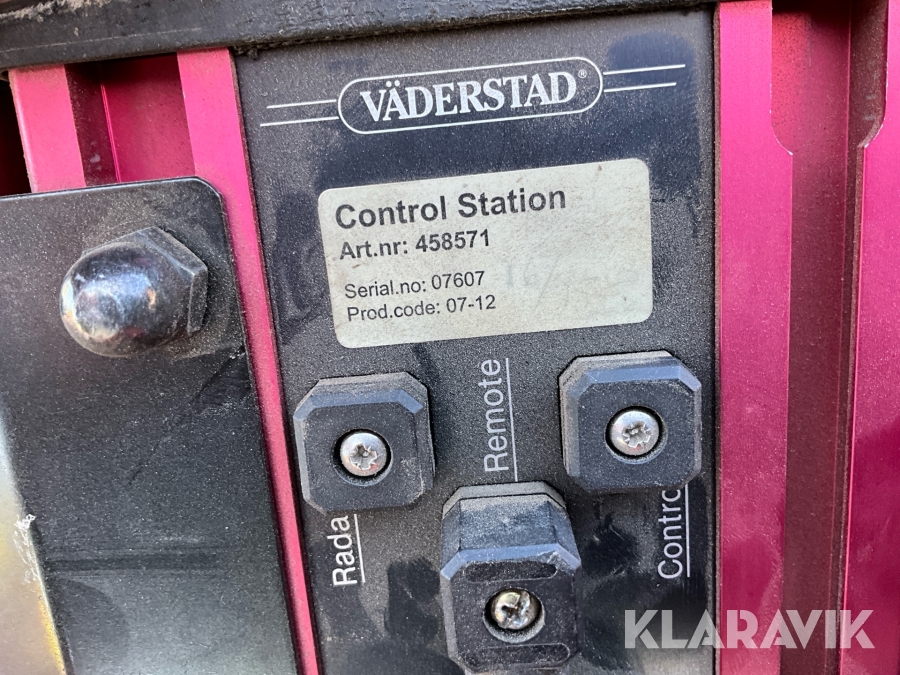 VÄDERSTAD®
Control Station
Art.nr: 458571
Serial.no: 07607
Prod.code: 07-12
Remote
Rada
Contro
KLARAVIK